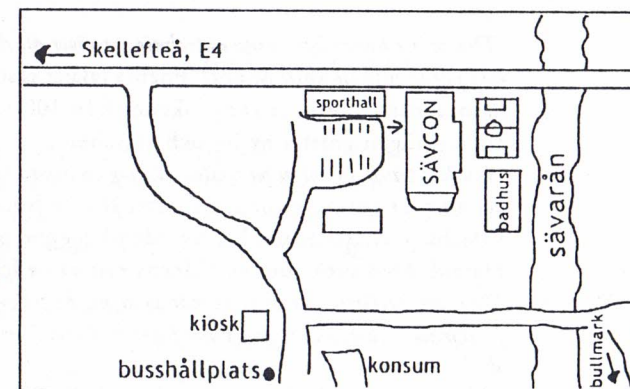 Skellefteå, E4
sporthall
SÄVCON
badhus
sävarån
kiosk
busshållplats
konsum
bullmark